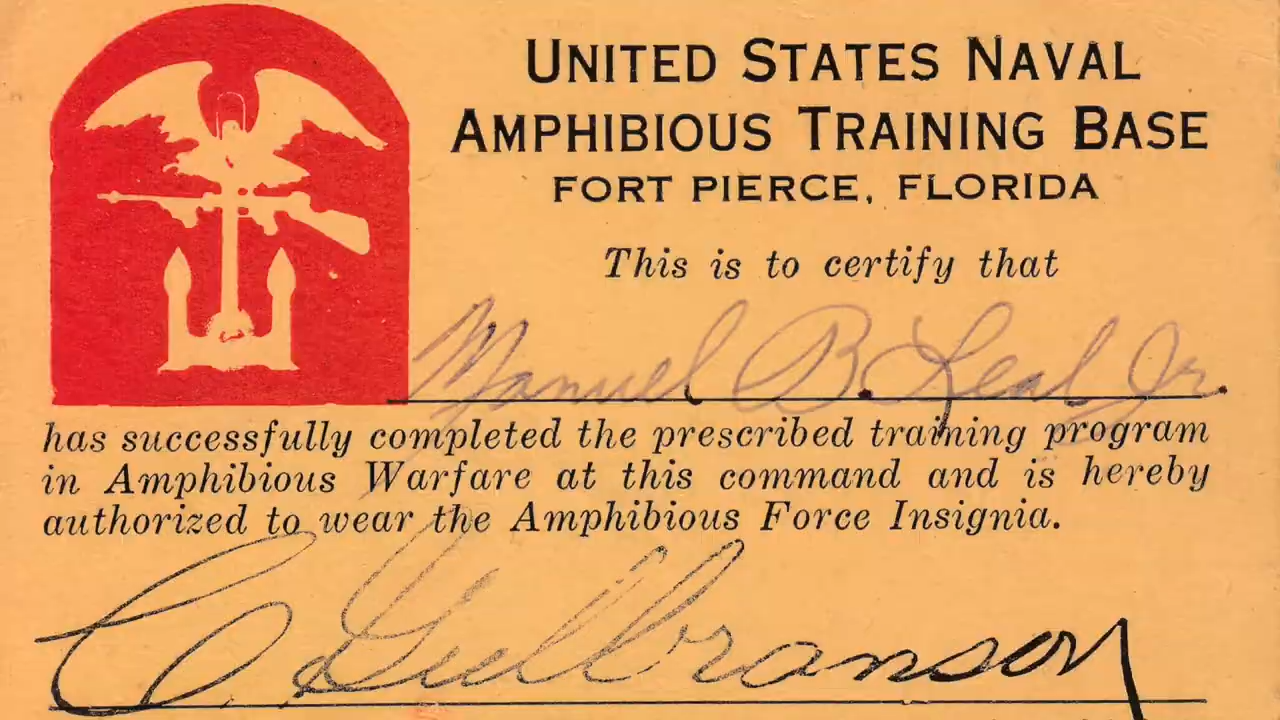 UNITED STATES NAVAL
AMPHIBIOUS TRAINING BASE
FORT PIERCE, FLORIDA
This is to certify that
Manuel B. Leal Jr.
has successfully completed the prescribed training program
in Amphibious Warfare at this command and is hereby
authorized to wear the Amphibious Force Insignia.
C. Gulbranson